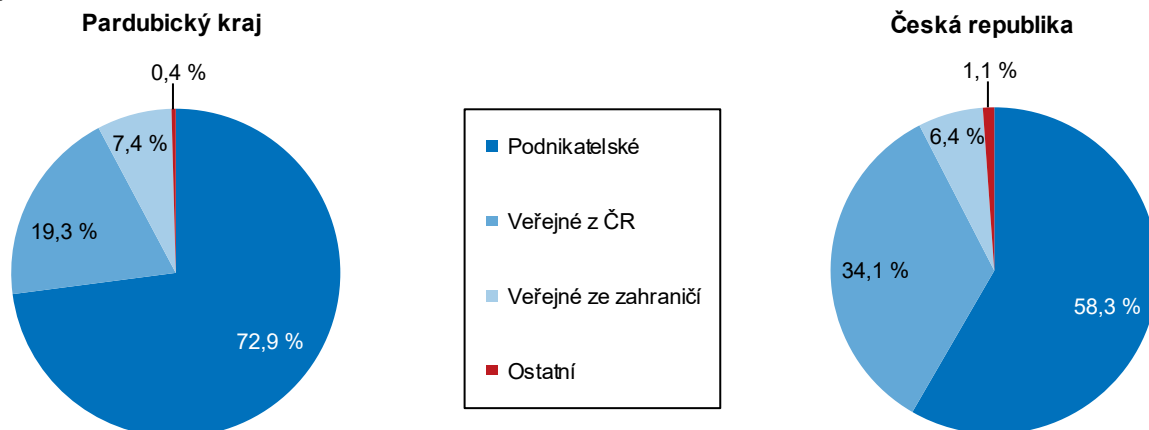 Pardubický kraj
0,4 %
7,4 %
19,3 %
72,9 %
Podnikatelské
Veřejné z ČR
Veřejné ze zahraničí
Ostatní
Česká republika
1,1 %
6,4 %
34,1 %
58,3 %